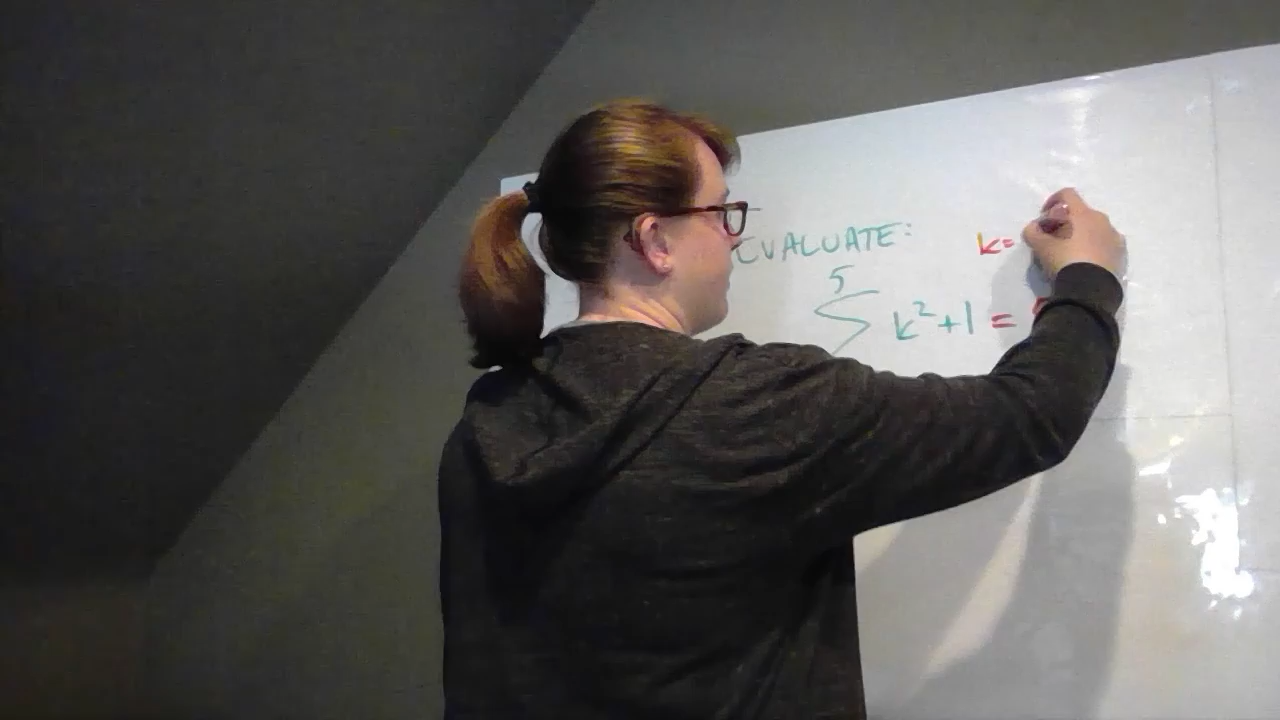 EVALUATE:
k=
5
∑ k²+1 =